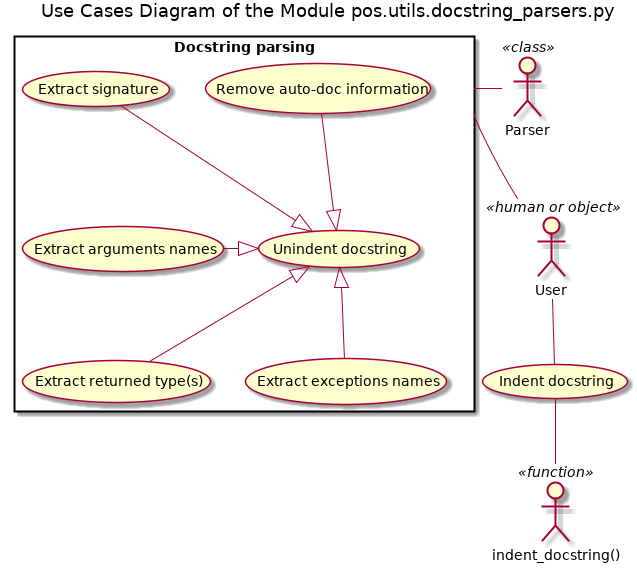 Use Cases Diagram of the Module pos.utils.docstring_parsers.py
Docstring parsing
«class»
Extract signature
Remove auto-doc information
Parser
«human or object»
Extract arguments names
Unindent docstring
User
Extract returned type(s)
Extract exceptions names
Indent docstring
«function»
indent_docstring()